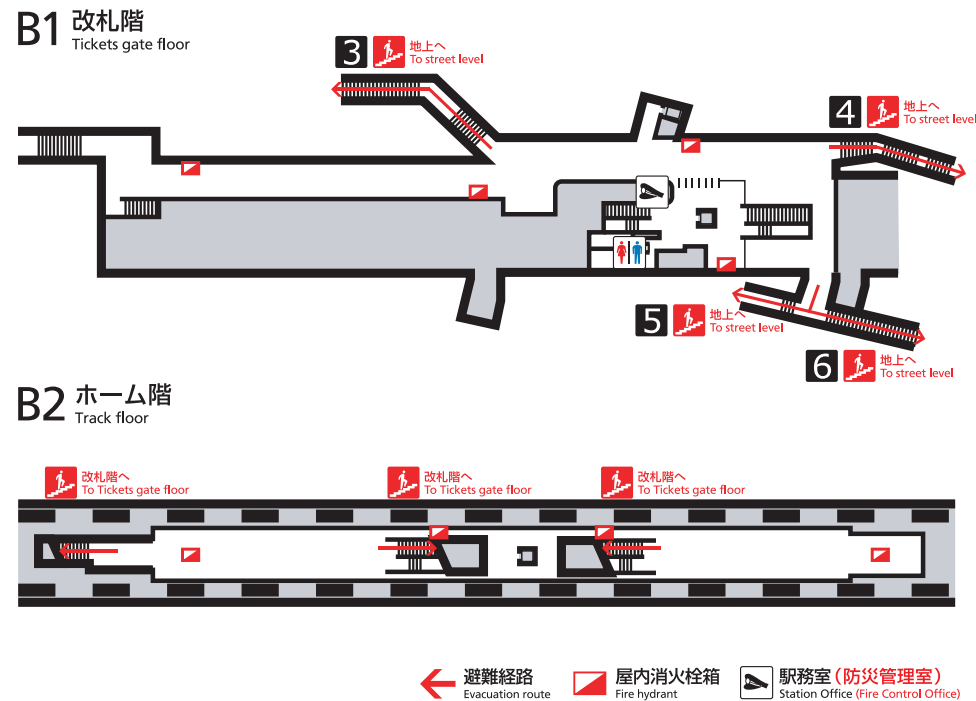 B1 改札階
Tickets gate floor
3 地上へ
To street level
4 地上へ
To street level
5 地上へ
To street level
6 地上へ
To street level
B2 ホーム階
Track floor
改札階へ
To Tickets gate floor
改札階へ
To Tickets gate floor
改札階へ
To Tickets gate floor
避難経路
Evacuation route
屋内消火栓箱
Fire hydrant
駅務室(防災管理室)
Station Office (Fire Control Office)